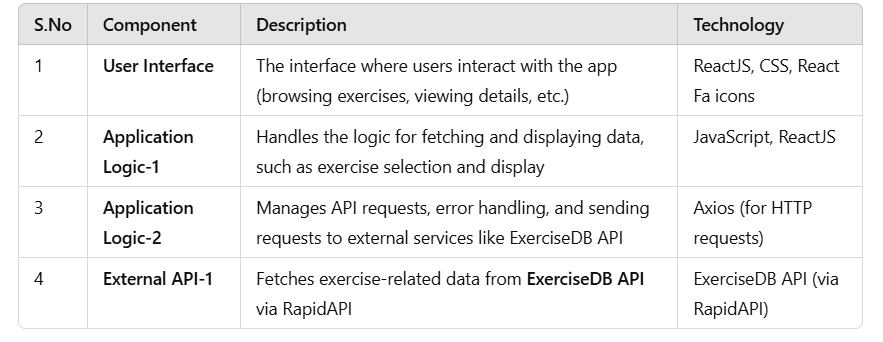 S.No Component Description Technology
1 User Interface The interface where users interact with the app ReactJS, CSS, React
(browsing exercises, viewing details, etc.) Fa icons
2 Application Handles the logic for fetching and displaying data, JavaScript, ReactJS
Logic-1 such as exercise selection and display
3 Application Manages API requests, error handling, and sending Axios (for HTTP
Logic-2 requests to external services like ExerciseDB API requests)
4 External API-1 Fetches exercise-related data from ExerciseDB API ExerciseDB API (via
via RapidAPI RapidAPI)